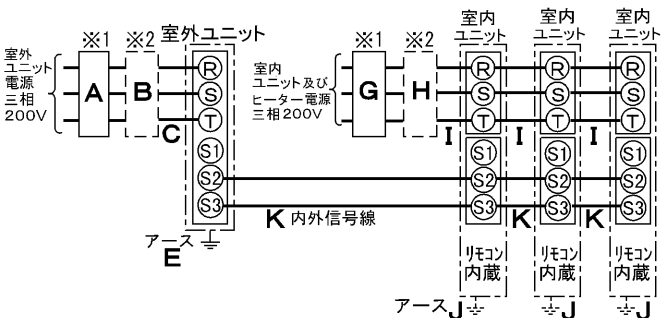 ※1 ※2 室外ユニット
室外
ユニット
電源
三相
200V
A B C
R
S
T
S1
S2
S3
アース
E
※1 ※2
室内
ユニット及び
ヒーター電源
三相200V
G H I I I
室内
ユニット
室内
ユニット
室内
ユニット
R R R
S S S
T T T
S1 S1 S1
S2 S2 S2
S3 S3 S3
K 内外信号線 K K
リモコン
内蔵
リモコン
内蔵
リモコン
内蔵
アース J J J